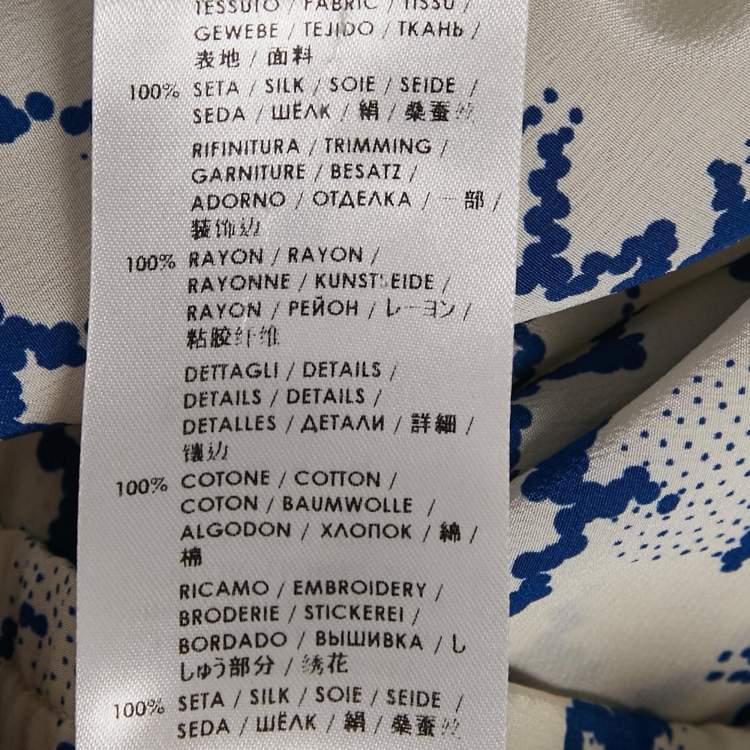 TESSUTO / FABRIC / TISSU /
GEWEBE / TEJIDO / ТКАНЬ /
表地 / 面料
100% SETA / SILK / SOIE / SEIDE /
SEDA / ШЁЛК / 絹 / 桑蚕丝
RIFINITURA / TRIMMING /
GARNITURE / BESATZ /
ADORNO / ОТДЕЛКА / 一部 /
装饰边
100% RAYON / RAYON /
RAYONNE / KUNSTSEIDE /
RAYON / РЕЙОН / レーヨン /
粘胶纤维
DETTAGLI / DETAILS /
DETAILS / DETAILS /
DETALLES / ДЕТАЛИ / 詳細 /
镶边
100% COTONE / COTTON /
COTON / BAUMWOLLE /
ALGODON / ХЛОПОК / 綿 /
棉
RICAMO / EMBROIDERY /
BRODERIE / STICKEREI /
BORDADO / ВЫШИВКА / し
しゅう部分 / 绣花
100% SETA / SILK / SOIE / SEIDE /
SEDA / ШЁЛК / 絹 / 桑蚕丝